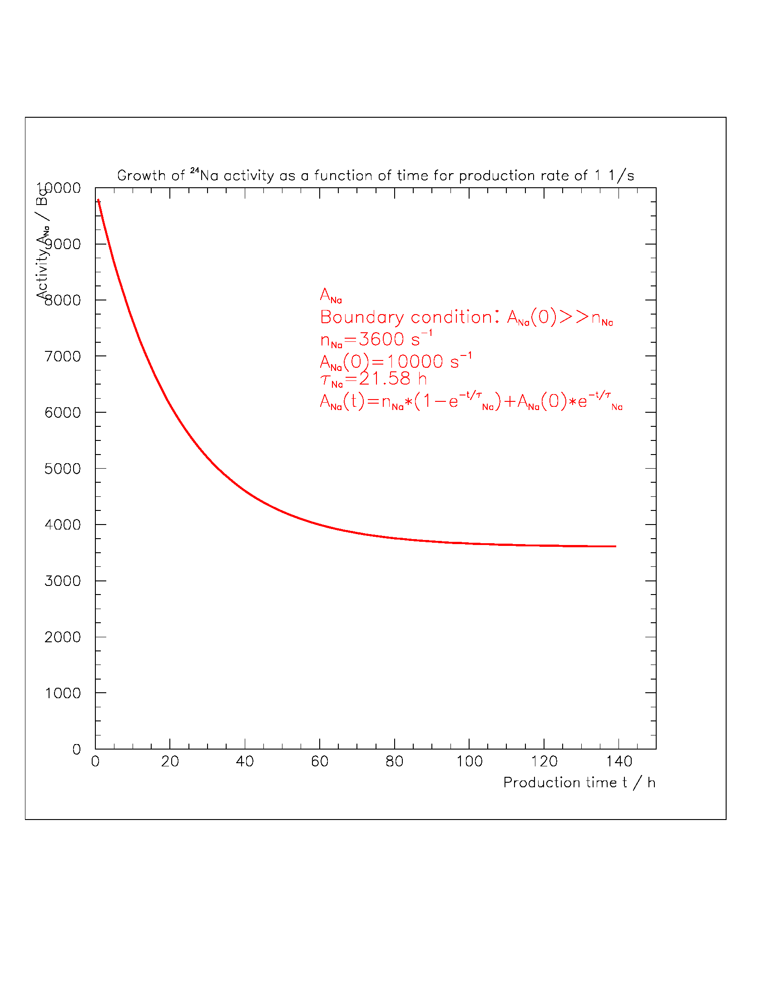 Growth of ²⁴Na activity as a function of time for production rate of 1 1/s
Activity A_Na / Bq
10000
9000
8000
7000
6000
5000
4000
3000
2000
1000
0
A_Na
Boundary condition: A_Na(0)>>n_Na
n_Na=3600 s⁻¹
A_Na(0)=10000 s⁻¹
τ_Na=21.58 h
A_Na(t)=n_Na*(1-e^-t/τ_Na)+A_Na(0)*e^-t/τ_Na
0 20 40 60 80 100 120 140
Production time t / h